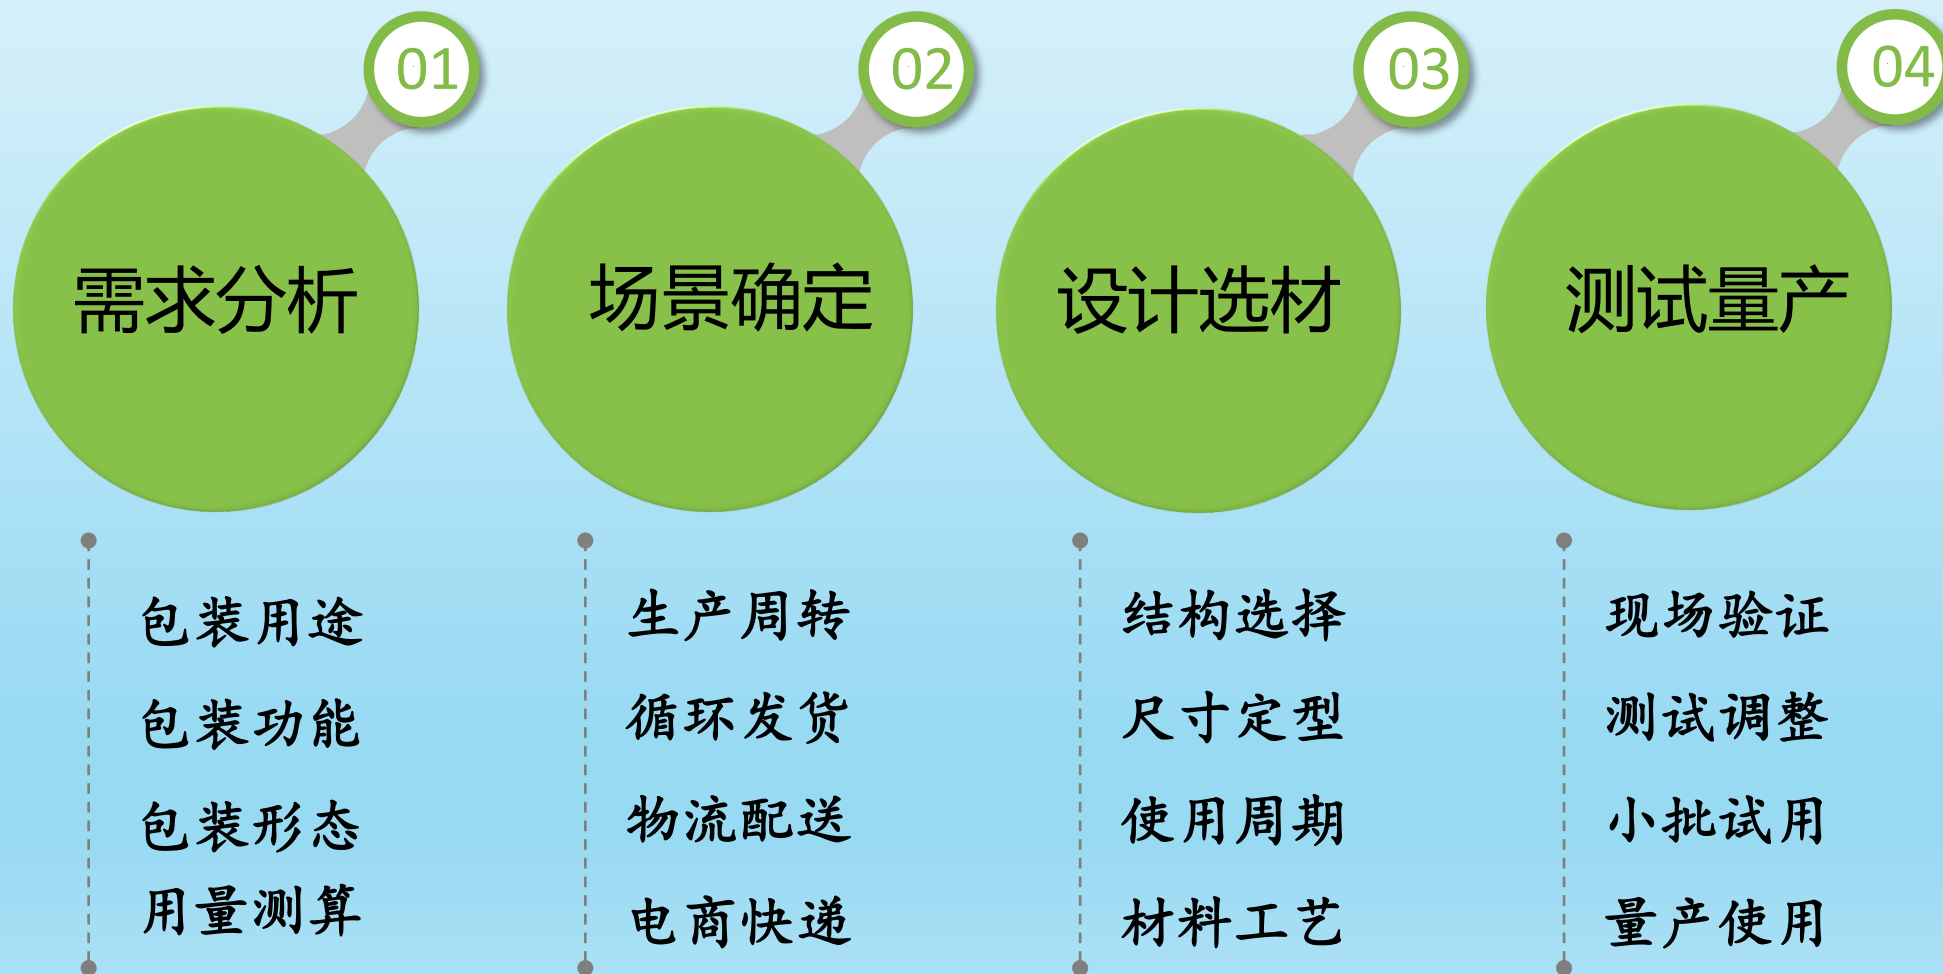 01
需求分析
包装用途
包装功能
包装形态
用量测算
02
场景确定
生产周转
循环发货
物流配送
电商快递
03
设计选材
结构选择
尺寸定型
使用周期
材料工艺
04
测试量产
现场验证
测试调整
小批试用
量产使用